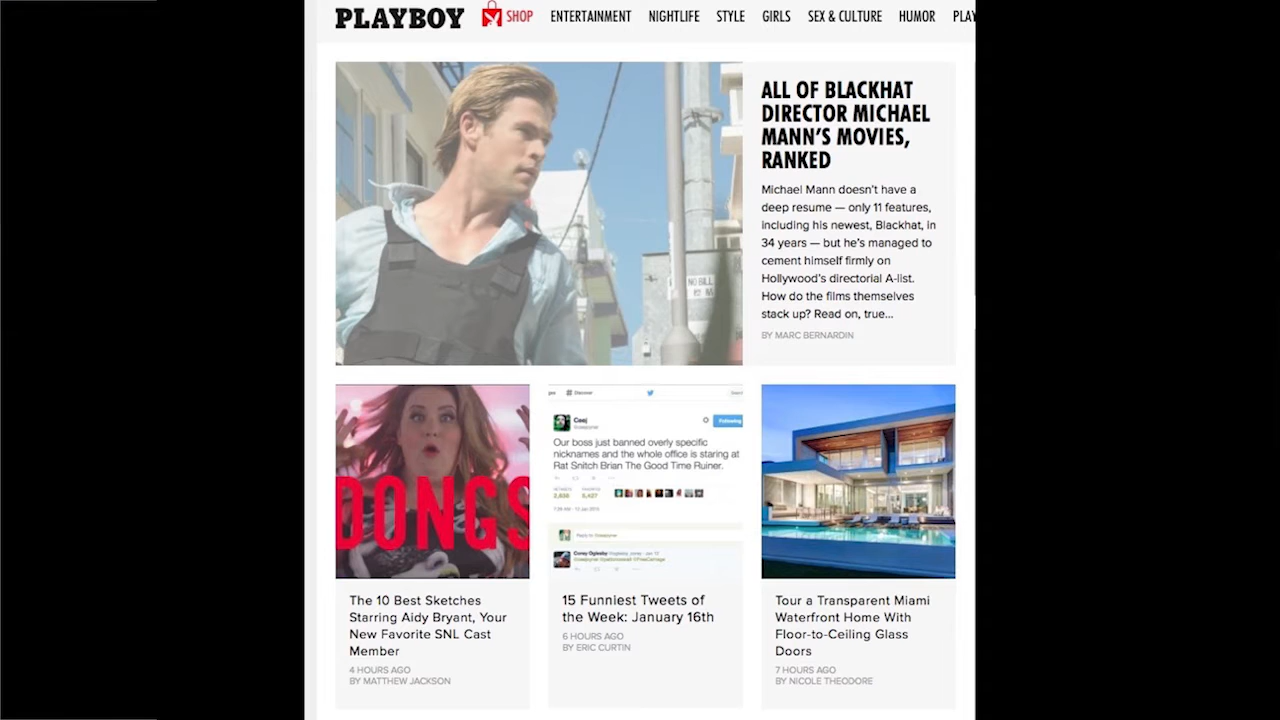 PLAYBOY SHOP ENTERTAINMENT NIGHTLIFE STYLE GIRLS SEX & CULTURE HUMOR PLAY
ALL OF BLACKHAT
DIRECTOR MICHAEL
MANN'S MOVIES,
RANKED
Michael Mann doesn't have a
deep resume — only 11 features,
including his newest, Blackhat, in
34 years — but he's managed to
cement himself firmly on
Hollywood's directorial A-list.
How do the films themselves
stack up? Read on, true...
BY MARC BERNARDIN
NO BILL
DONGS
The 10 Best Sketches
Starring Aidy Bryant, Your
New Favorite SNL Cast
Member
4 HOURS AGO
BY MATTHEW JACKSON
# Discover
Ceej
Following
Our boss just banned overly specific
nicknames and the whole office is staring at
Rat Snitch Brian The Good Time Ruiner.
15 Funniest Tweets of
the Week: January 16th
6 HOURS AGO
BY ERIC CURTIN
Tour a Transparent Miami
Waterfront Home With
Floor-to-Ceiling Glass
Doors
7 HOURS AGO
BY NICOLE THEODORE